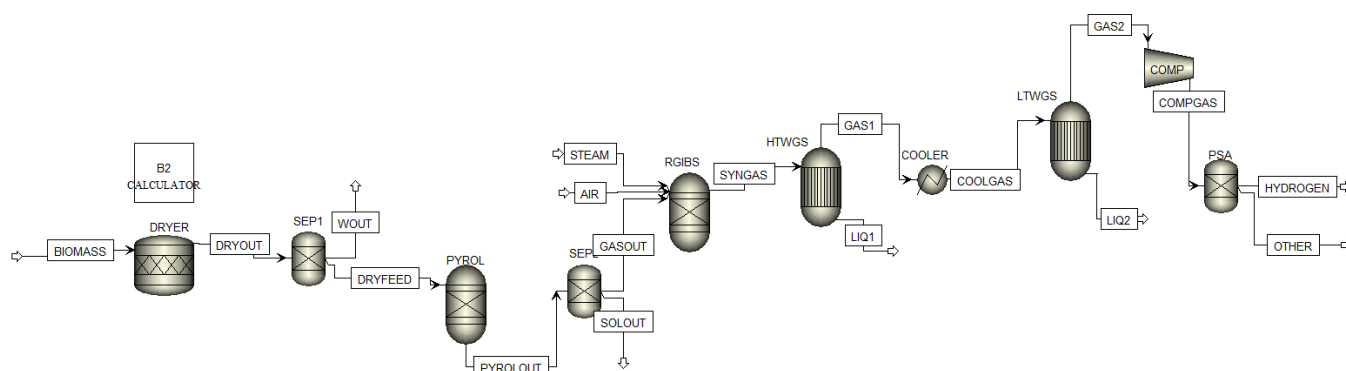 B2
CALCULATOR
DRYER
BIOMASS
DRYOUT
SEP1
WOUT
DRYFEED
PYROL
PYROLOUT
SEPL
GASOUT
SOLOUT
STEAM
AIR
RGIBS
SYNGAS
HTWGS
GAS1
LIQ1
COOLER
COOLGAS
LTWGS
GAS2
LIQ2
COMP
COMPGAS
PSA
HYDROGEN
OTHER